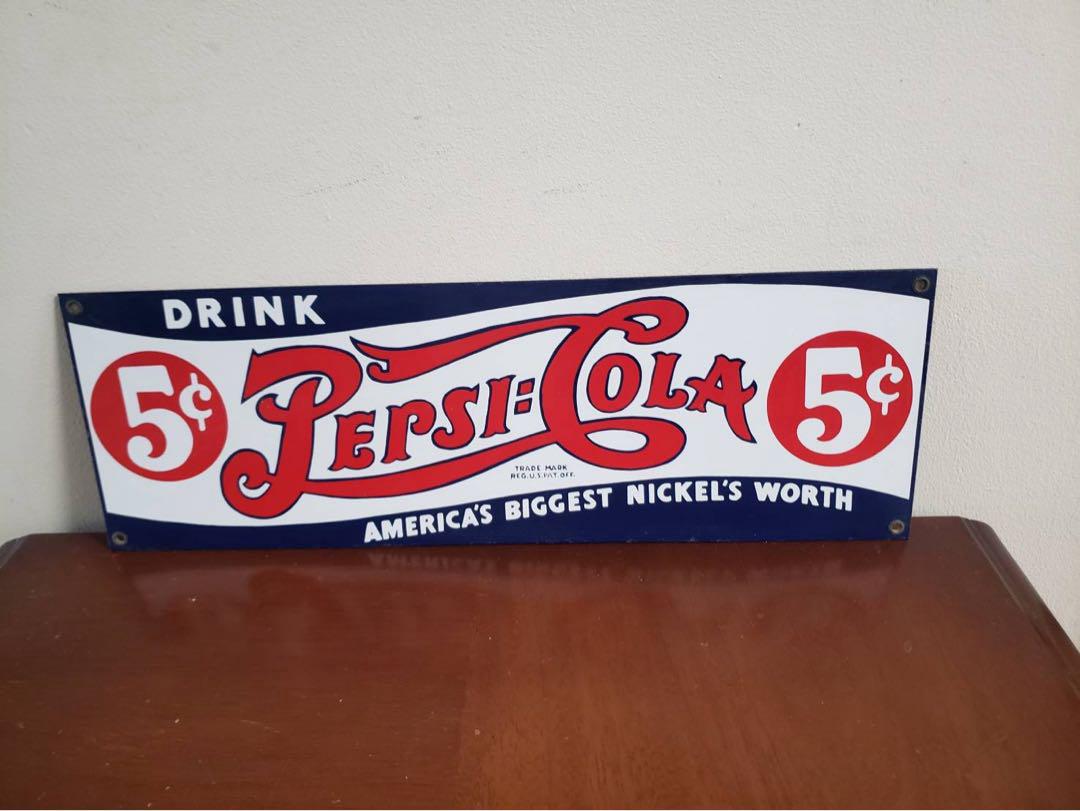 DRINK
5¢
PEPSI:COLA
5¢
TRADE MARK
REG. U.S. PAT. OFF.
AMERICA'S BIGGEST NICKEL'S WORTH